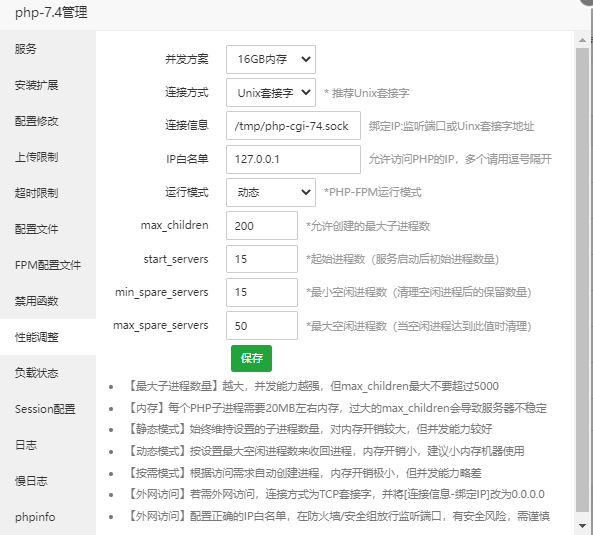 php-7.4管理
服务
安装扩展
配置修改
上传限制
超时限制
配置文件
FPM配置文件
禁用函数
性能调整
负载状态
Session配置
日志
慢日志
phpinfo
并发方案 16GB内存
连接方式 Unix套接字 * 推荐Unix套接字
连接信息 /tmp/php-cgi-74.sock 绑定IP:监听端口或Uinx套接字地址
IP白名单 127.0.0.1 允许访问PHP的IP，多个请用逗号隔开
运行模式 动态 *PHP-FPM运行模式
max_children 200 *允许创建的最大子进程数
start_servers 15 *起始进程数（服务启动后初始进程数量）
min_spare_servers 15 *最小空闲进程数（清理空闲进程后的保留数量）
max_spare_servers 50 *最大空闲进程数（当空闲进程达到此值时清理）
保存
• 【最大子进程数量】越大，并发能力越强，但max_children最大不要超过5000
• 【内存】每个PHP子进程需要20MB左右内存，过大的max_children会导致服务器不稳定
• 【静态模式】始终维持设置的子进程数量，对内存开销较大，但并发能力较好
• 【动态模式】按设置最大空闲进程数来收回进程，内存开销小，建议小内存机器使用
• 【按需模式】根据访问需求自动创建进程，内存开销极小，但并发能力略差
• 【外网访问】若需外网访问，连接方式为TCP套接字，并将[连接信息-绑定IP]改为0.0.0.0
• 【外网访问】配置正确的IP白名单，在防火墙/安全组放行监听端口，有安全风险，需谨慎